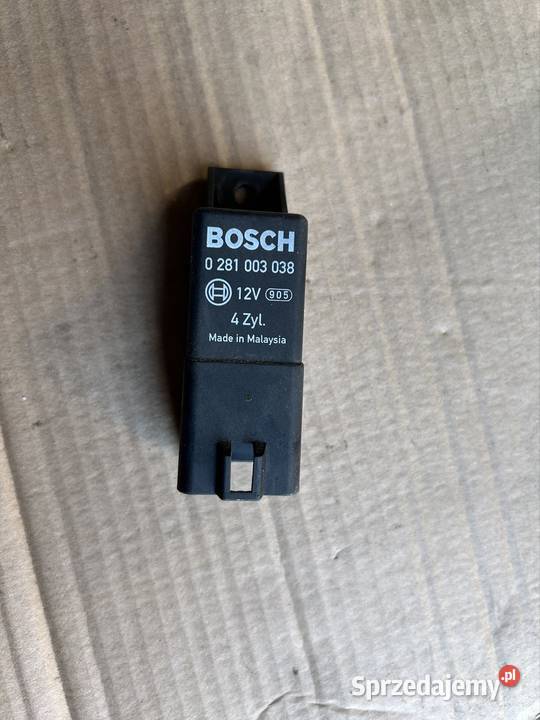 BOSCH
0 281 003 038
12V 905
4 Zyl.
Made in Malaysia
Sprzedajemy.pl